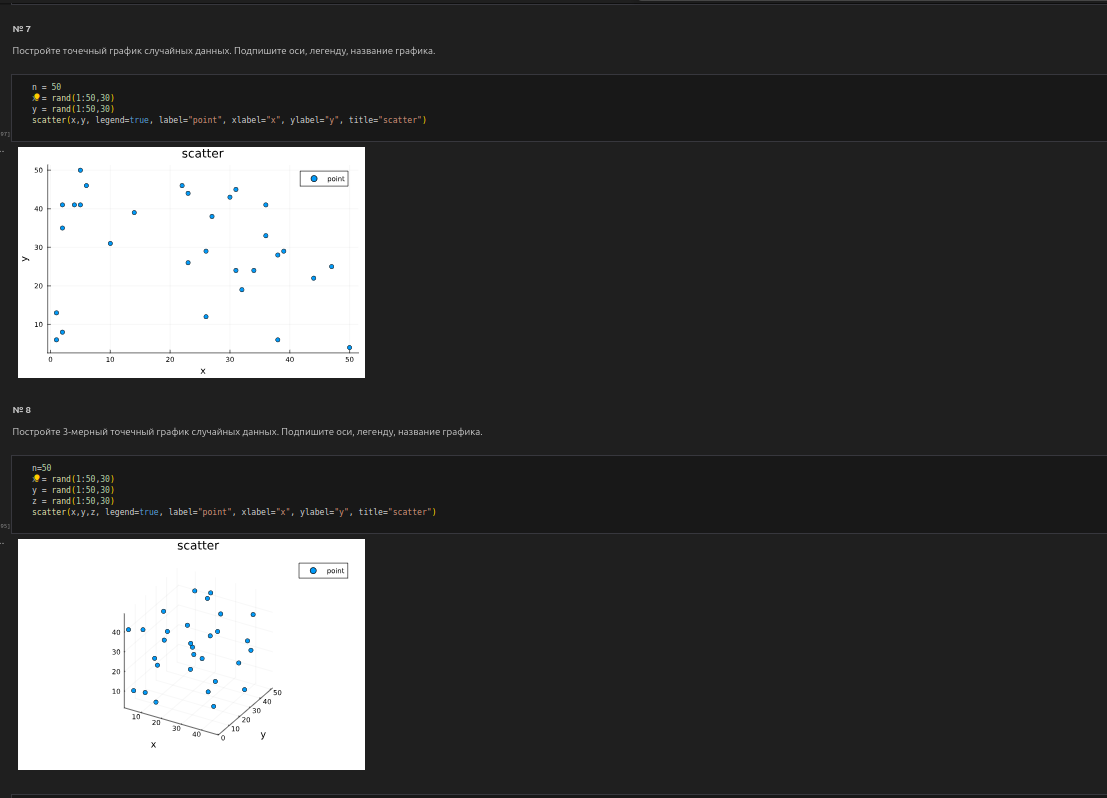 № 7
Постройте точечный график случайных данных. Подпишите оси, легенду, название графика.
n = 50
= rand(1:50,30)
y = rand(1:50,30)
scatter(x,y, legend=true, label="point", xlabel="x", ylabel="y", title="scatter")
scatter
point
50
40
30
20
10
y
0 10 20 30 40 50
x
№ 8
Постройте 3-мерный точечный график случайных данных. Подпишите оси, легенду, название графика.
n=50
= rand(1:50,30)
y = rand(1:50,30)
z = rand(1:50,30)
scatter(x,y,z, legend=true, label="point", xlabel="x", ylabel="y", title="scatter")
scatter
point
40
30
20
10
10 20 30 40
x
0 10 20 30 40 50
y